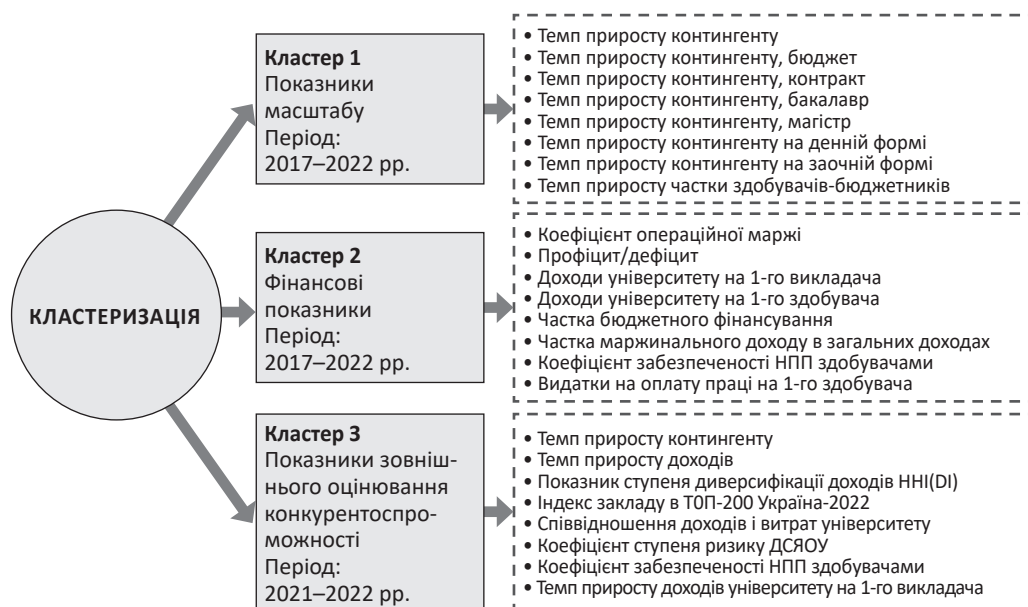 КЛАСТЕРИЗАЦІЯ
Кластер 1
Показники
масштабу
Період:
2017–2022 рр.
• Темп приросту контингенту
• Темп приросту контингенту, бюджет
• Темп приросту контингенту, контракт
• Темп приросту контингенту, бакалавр
• Темп приросту контингенту, магістр
• Темп приросту контингенту на денній формі
• Темп приросту контингенту на заочній формі
• Темп приросту частки здобувачів-бюджетників
Кластер 2
Фінансові
показники
Період:
2017–2022 рр.
• Коефіцієнт операційної маржі
• Профіцит/дефіцит
• Доходи університету на 1-го викладача
• Доходи університету на 1-го здобувача
• Частка бюджетного фінансування
• Частка маржинального доходу в загальних доходах
• Коефіцієнт забезпеченості НПП здобувачами
• Видатки на оплату праці на 1-го здобувача
Кластер 3
Показники зовніш-
нього оцінювання
конкурентоспро-
можності
Період:
2021–2022 рр.
• Темп приросту контингенту
• Темп приросту доходів
• Показник ступеня диверсифікації доходів HHI(DI)
• Індекс закладу в Т0П-200 Україна-2022
• Співвідношення доходів і витрат університету
• Коефіцієнт ступеня ризику ДСЯОУ
• Коефіцієнт забезпеченості НПП здобувачами
• Темп приросту доходів університету на 1-го викладача